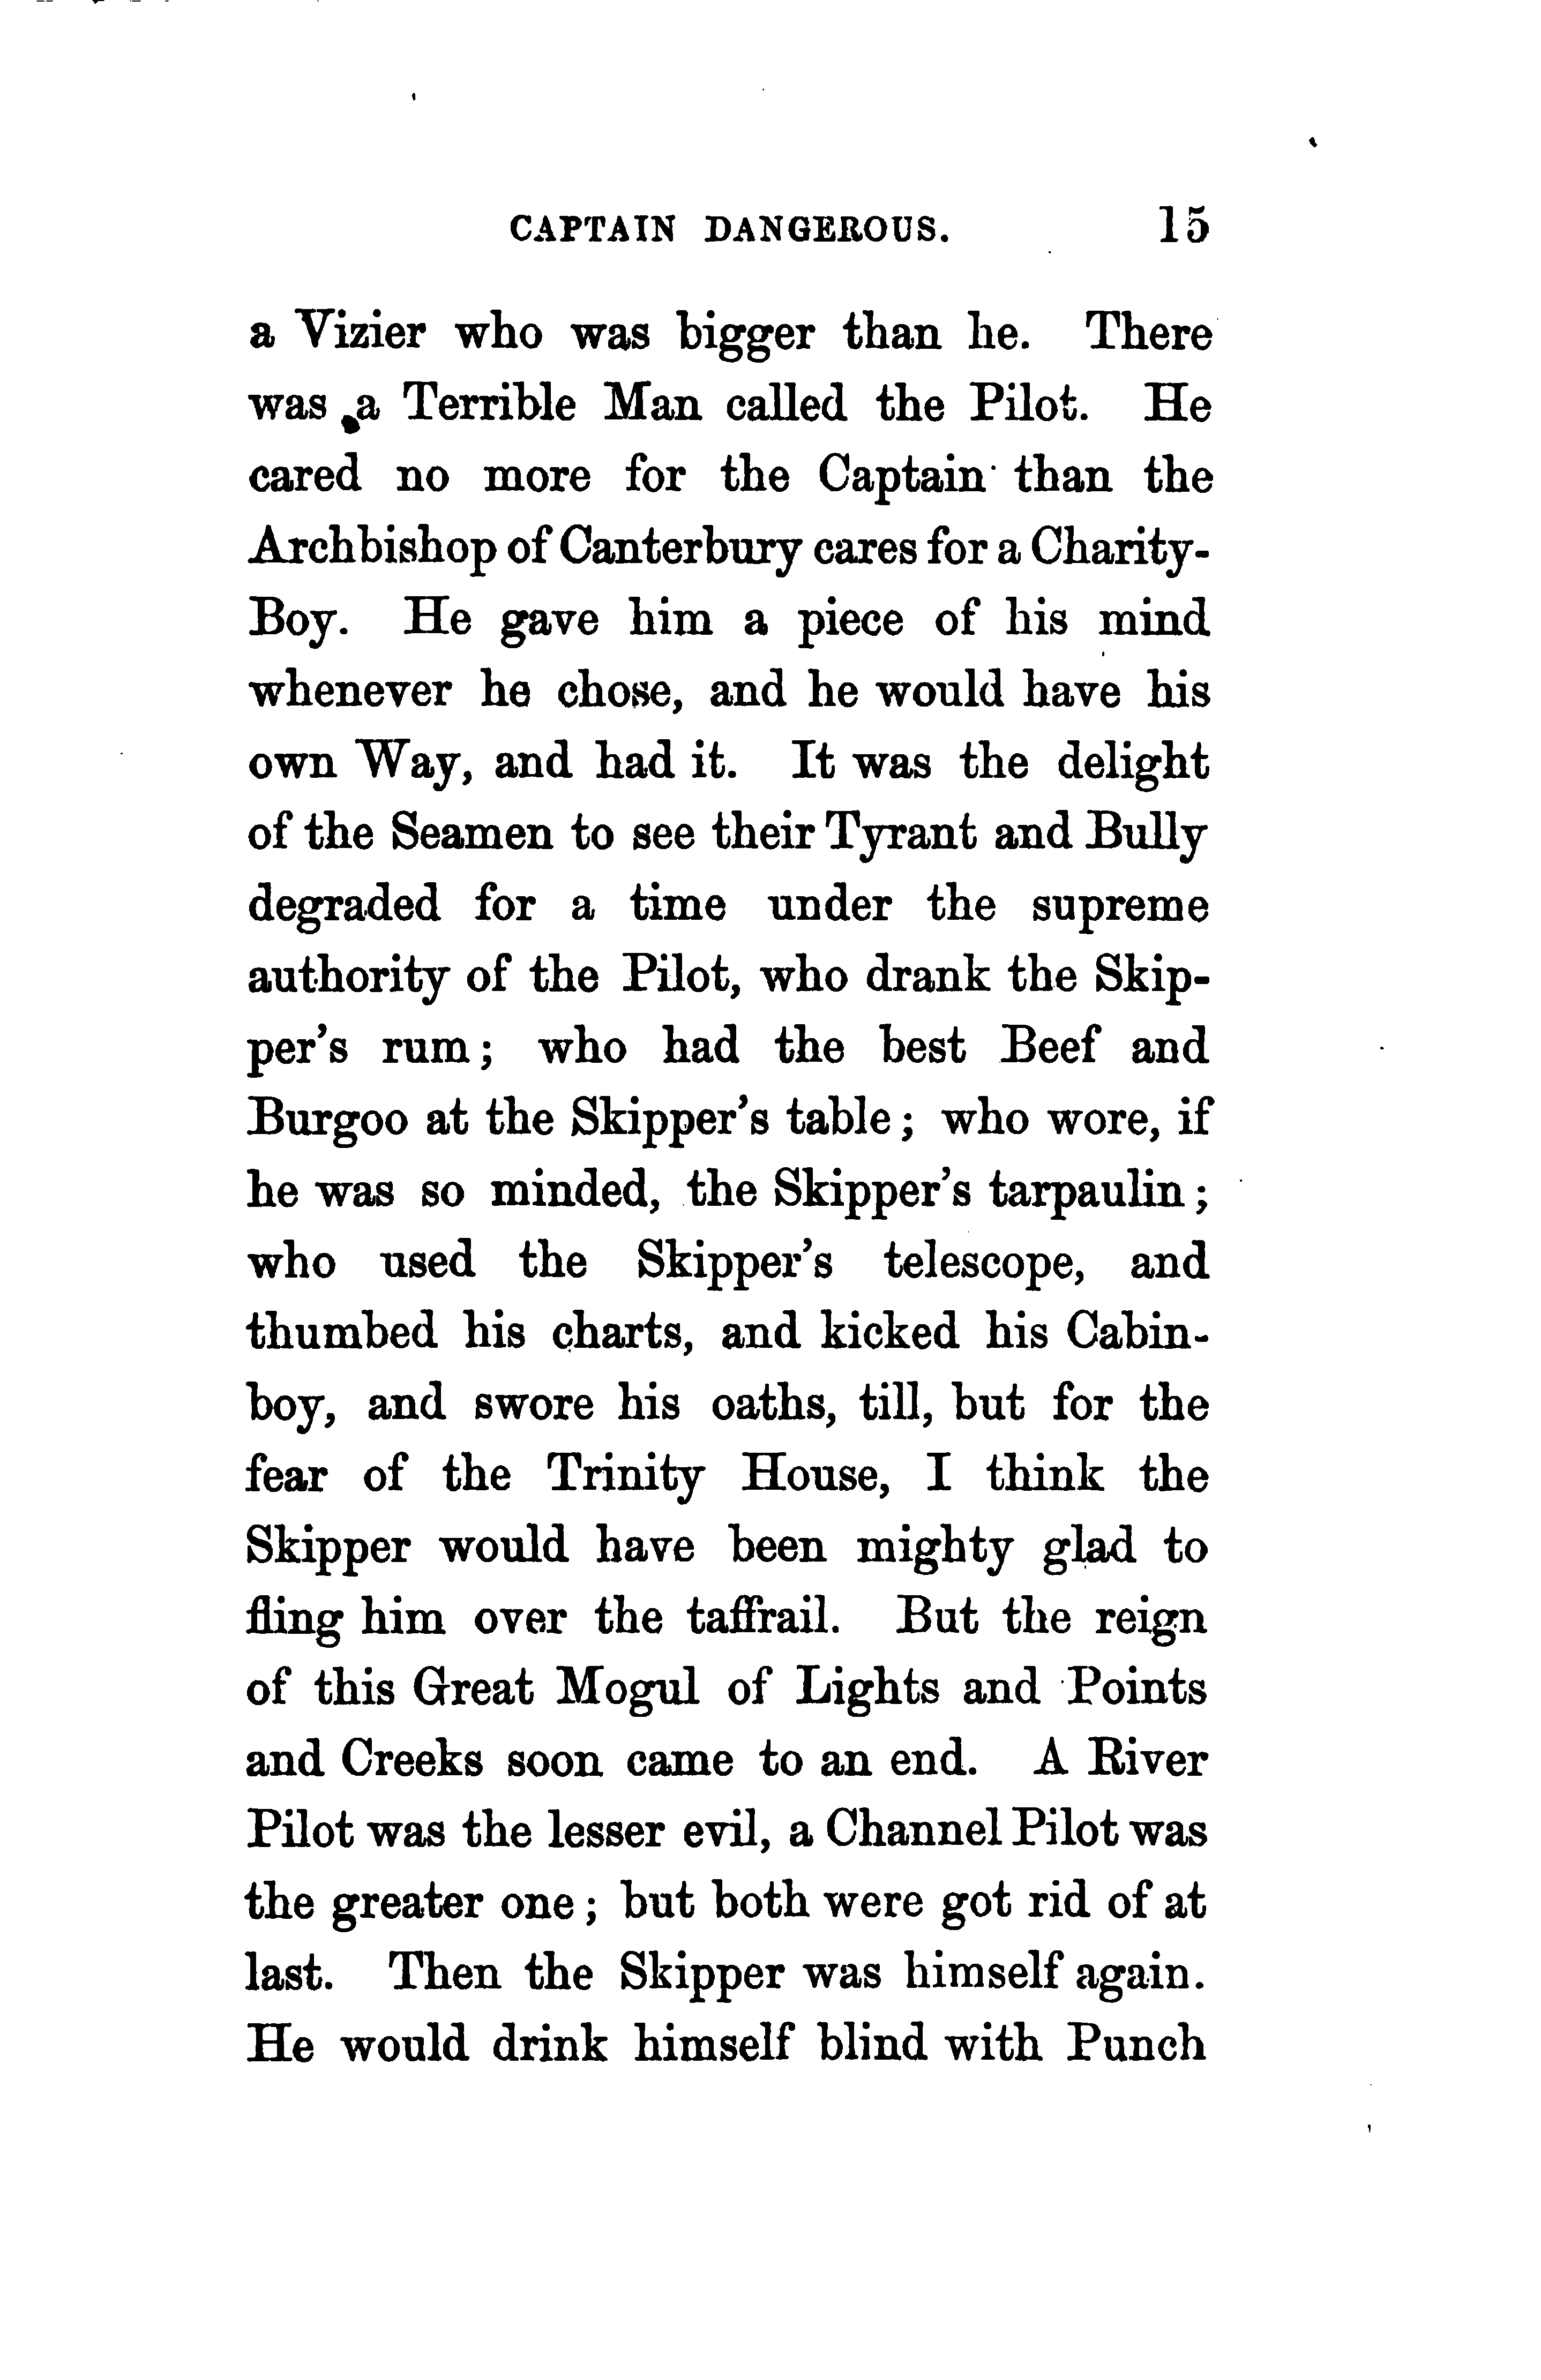 CAPTAIN DANGEROUS. 15
a Vizier who was bigger than he. There
was a Terrible Man called the Pilot. He
cared no more for the Captain than the
Archbishop of Canterbury cares for a Charity-
Boy. He gave him a piece of his mind
whenever he chose, and he would have his
own Way, and had it. It was the delight
of the Seamen to see their Tyrant and Bully
degraded for a time under the supreme
authority of the Pilot, who drank the Skip-
per's rum; who had the best Beef and
Burgoo at the Skipper's table; who wore, if
he was so minded, the Skipper's tarpaulin;
who used the Skipper's telescope, and
thumbed his charts, and kicked his Cabin-
boy, and swore his oaths, till, but for the
fear of the Trinity House, I think the
Skipper would have been mighty glad to
fling him over the taffrail. But the reign
of this Great Mogul of Lights and Points
and Creeks soon came to an end. A River
Pilot was the lesser evil, a Channel Pilot was
the greater one; but both were got rid of at
last. Then the Skipper was himself again.
He would drink himself blind with Punch